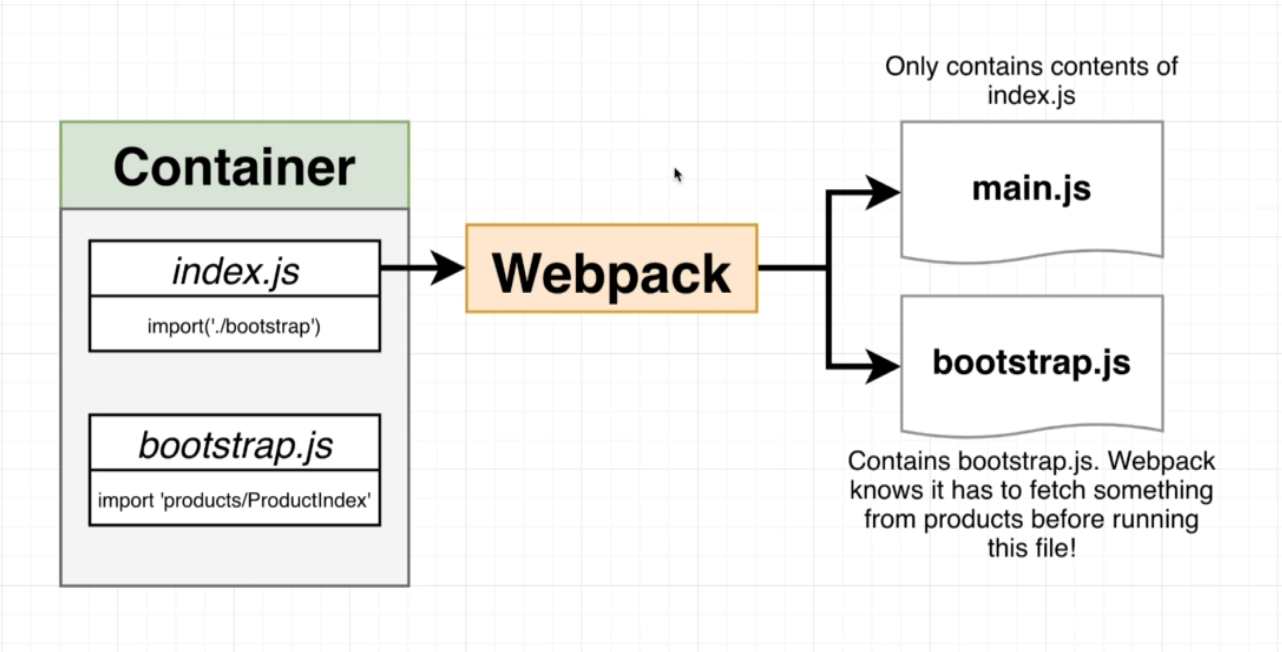 Only contains contents of
index.js
Container
main.js
index.js
Webpack
import('./bootstrap')
bootstrap.js
bootstrap.js
import 'products/ProductIndex'
Contains bootstrap.js. Webpack
knows it has to fetch something
from products before running
this file!